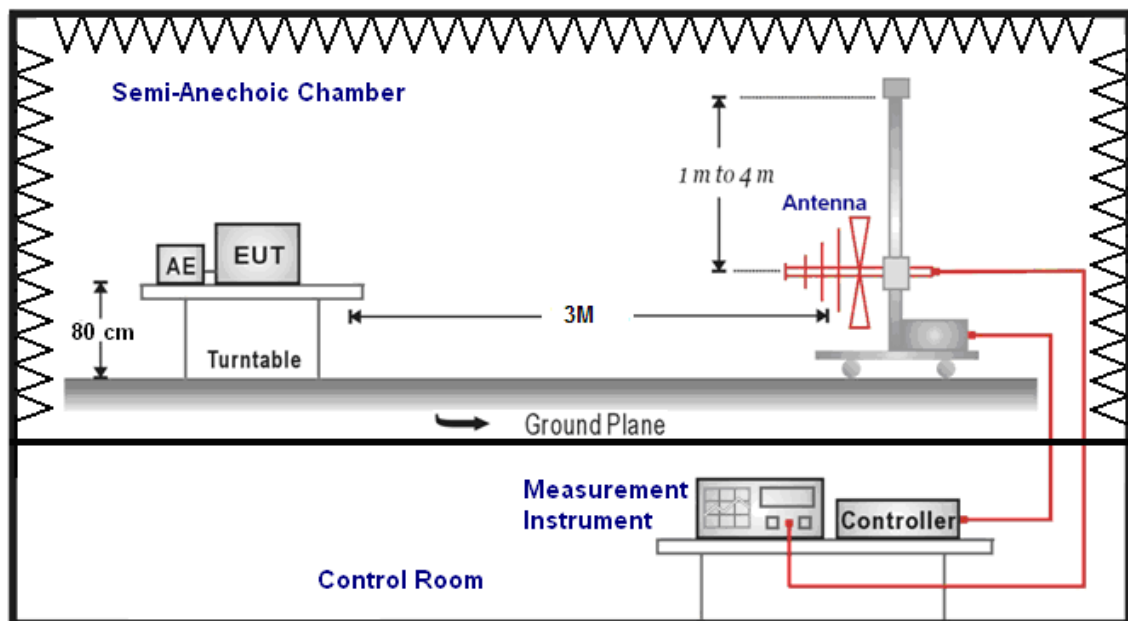 Semi-Anechoic Chamber
1 m to 4 m
Antenna
AE
EUT
80 cm
3M
Turntable
Ground Plane
Measurement
Instrument
Controller
Control Room